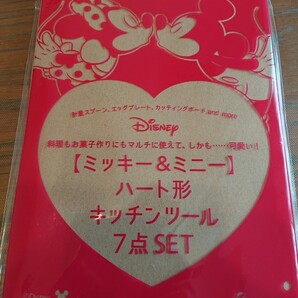 計量スプーン、エッグプレート、カッティングボード and more!
Disney
料理もお菓子作りにもマルチに使えて、しかも……可愛い!!
【ミッキー＆ミニー】
ハート形
キッチンツール
7点SET